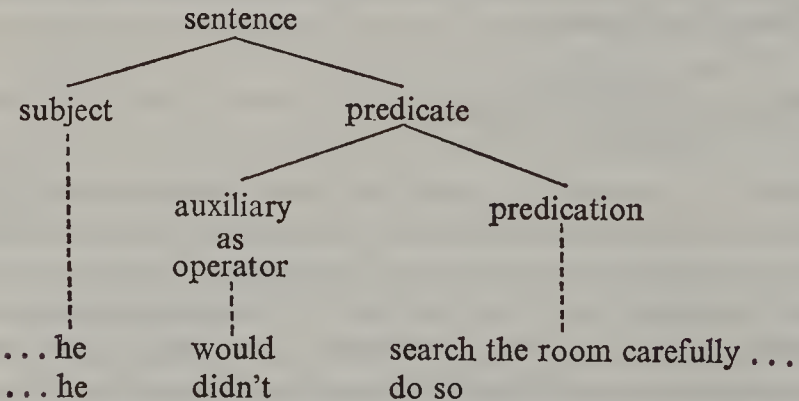 sentence
subject predicate
auxiliary predication
as
operator
... he would search the room carefully ...
... he didn't do so